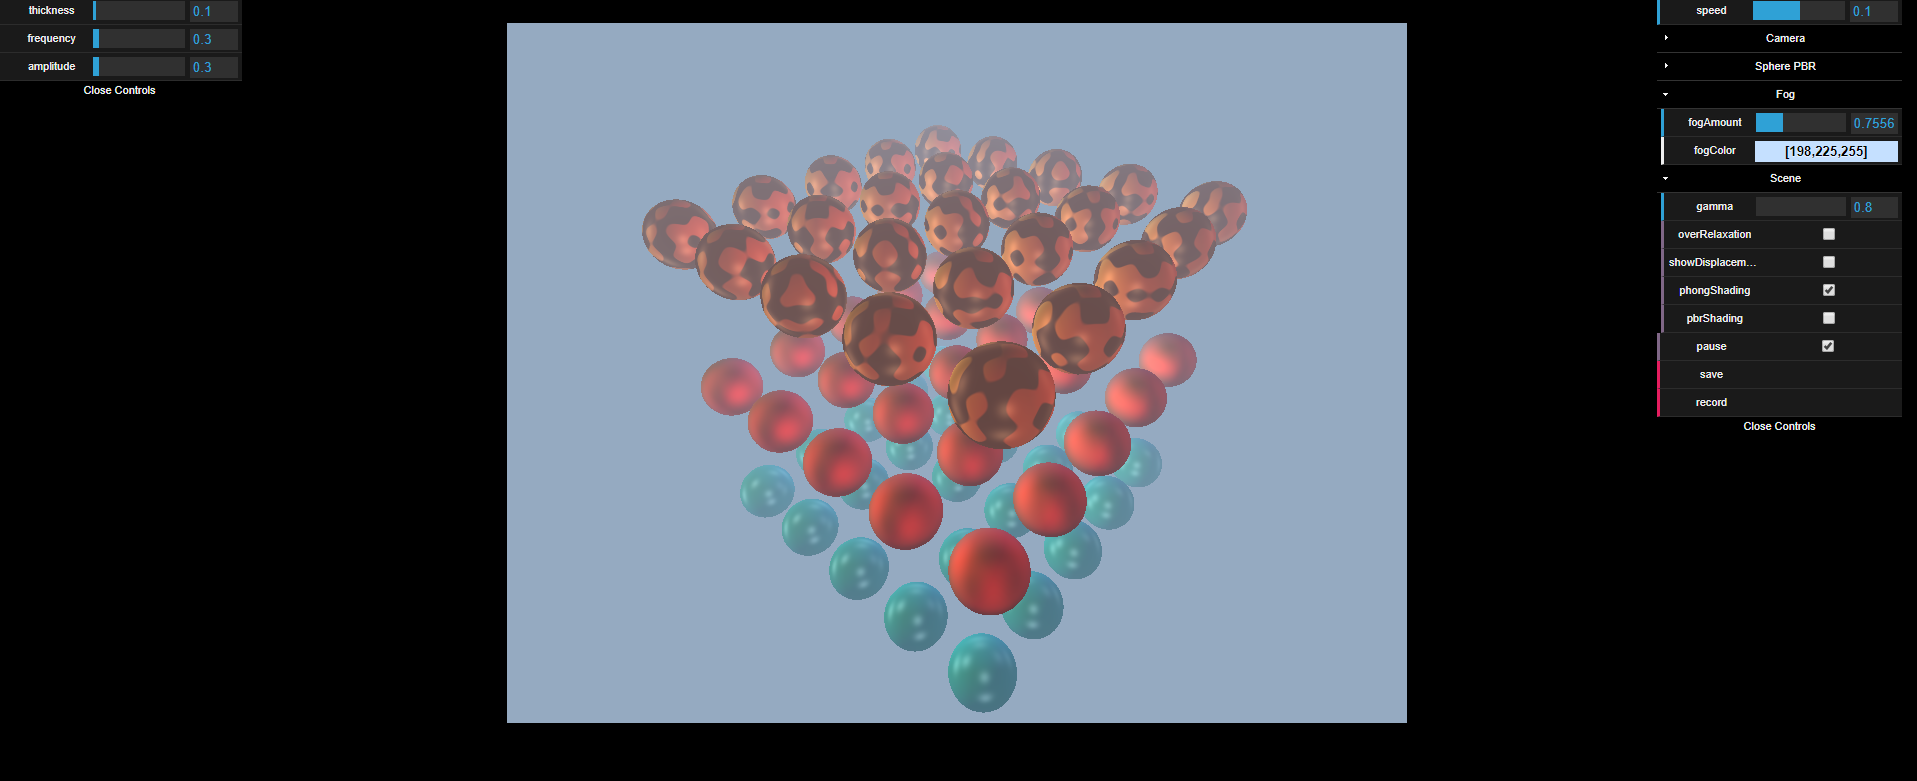 thickness 0.1
frequency 0.3
amplitude 0.3
Close Controls
speed 0.1
Camera
Sphere PBR
Fog
fogAmount 0.7556
fogColor [198,225,255]
Scene
gamma 0.8
overRelaxation
showDisplacem...
phongShading
pbrShading
pause
save
record
Close Controls